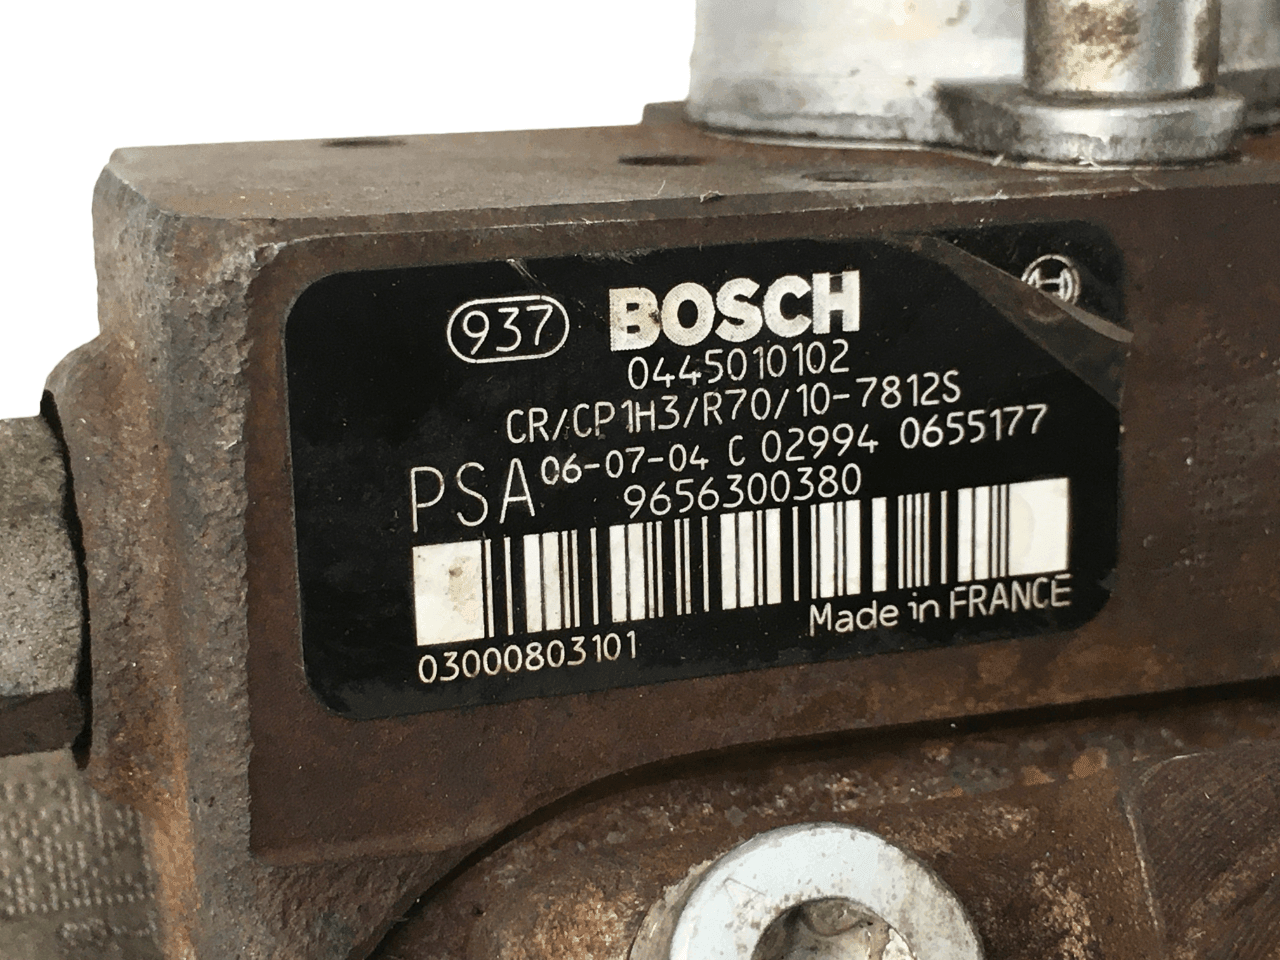 937 BOSCH
0445010102
CR/CP1H3/R70/10-7812S
PSA 06-07-04 C 02994 0655177
9656300380
Made in FRANCE
03000803101